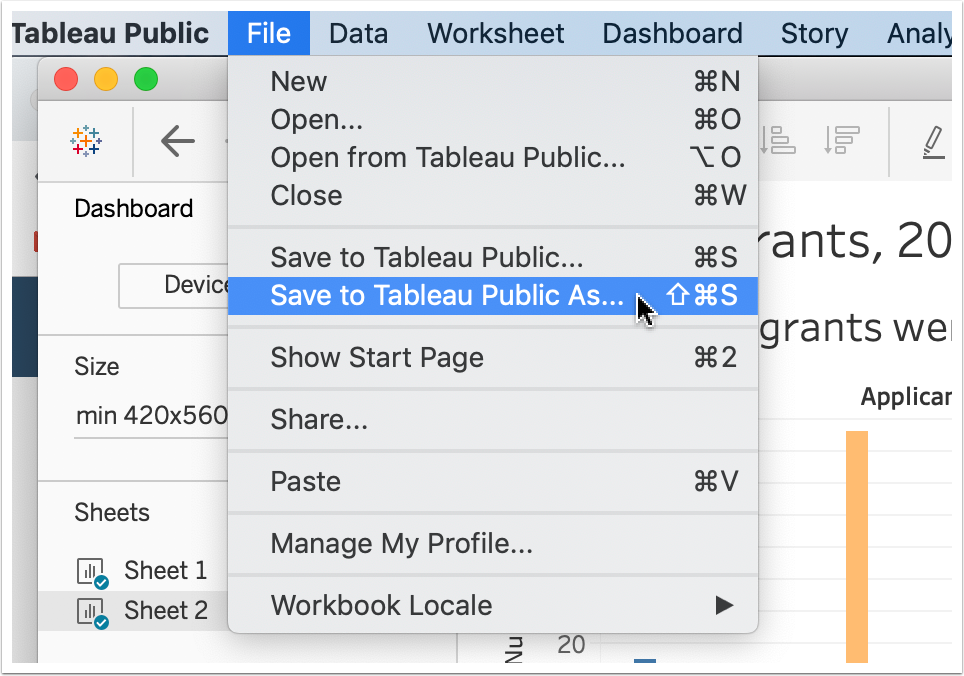 Tableau Public File Data Worksheet Dashboard Story Analy
New ⌘N
Open... ⌘O
Open from Tableau Public... ⌥O
Close ⌘W
Save to Tableau Public... ⌘S
Save to Tableau Public As... ⇧⌘S
Show Start Page ⌘2
Share...
Paste ⌘V
Manage My Profile...
Workbook Locale ▶
Dashboard
Device
Size
min 420x560
Sheets
Sheet 1
Sheet 2
rants, 20
grants wer
Applican
Nu
20